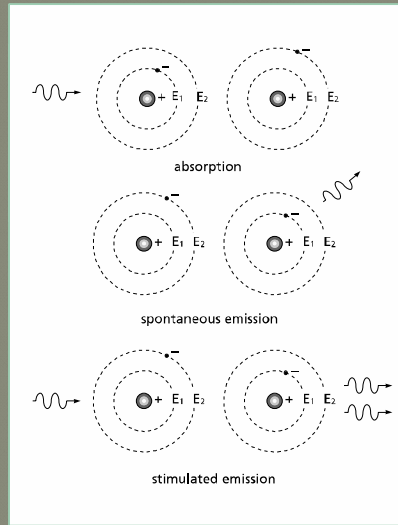 − −
+ E₁ E₂ + E₁ E₂
absorption
− −
+ E₁ E₂ + E₁ E₂
spontaneous emission
− −
+ E₁ E₂ + E₁ E₂
stimulated emission